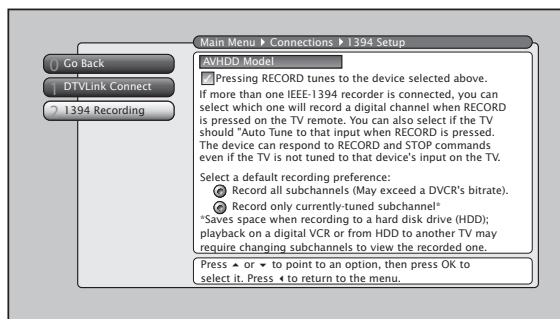 Main Menu ▶ Connections ▶ 1394 Setup
0 Go Back
1 DTVLink Connect
2 1394 Recording
AVHDD Model
Pressing RECORD tunes to the device selected above.
If more than one IEEE-1394 recorder is connected, you can
select which one will record a digital channel when RECORD
is pressed on the TV remote. You can also select if the TV
should "Auto Tune to that input when RECORD is pressed.
The device can respond to RECORD and STOP commands
even if the TV is not tuned to that device's input on the TV.
Select a default recording preference:
Record all subchannels (May exceed a DVCR's bitrate).
Record only currently-tuned subchannel*
*Saves space when recording to a hard disk drive (HDD);
playback on a digital VCR or from HDD to another TV may
require changing subchannels to view the recorded one.
Press ▲ or ▼ to point to an option, then press OK to
select it. Press ◀ to return to the menu.